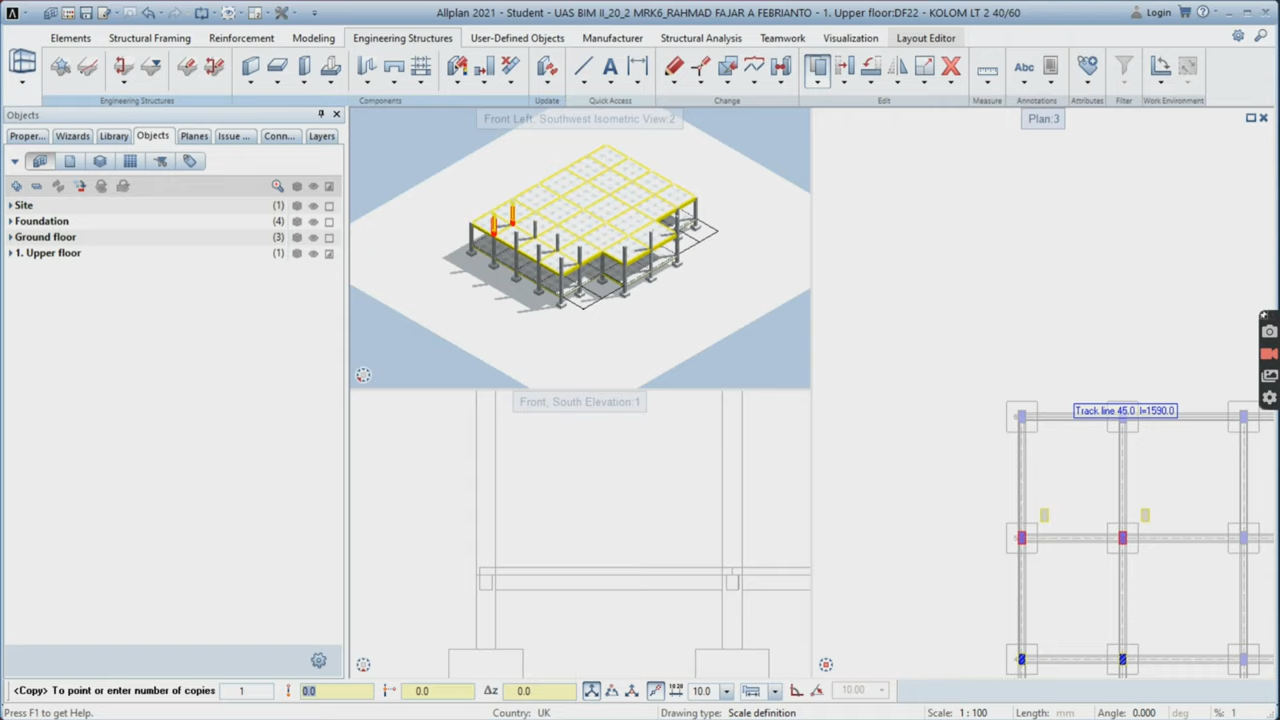 Allplan 2021 - Student - UAS BIM II_20_2 MRK6_RAHMAD FAJAR A FEBRIANTO - 1. Upper floor:DF22 - KOLOM LT 2 40/60
Login
Elements Structural Framing Reinforcement Modeling Engineering Structures User-Defined Objects Manufacturer Structural Analysis Teamwork Visualization Layout Editor
Abc
Engineering Structures Components Update Quick Access Change Edit Measure Annotations Attributes Filter Work Environment
Objects
Proper... Wizards Library Objects Planes Issue ... Conn... Layers
Site (1)
Foundation (4)
Ground floor (3)
1. Upper floor (1)
Front Left, Southwest Isometric View:2
Plan:3
Front, South Elevation:1
Track line 45.0 l=1590.0
<Copy> To point or enter number of copies 1 0.0 0.0 Δz 0.0 10.0 10.00
Press F1 to get Help. Country: UK Drawing type: Scale definition Scale: 1 : 100 Length: mm Angle: 0.000 deg %: 1